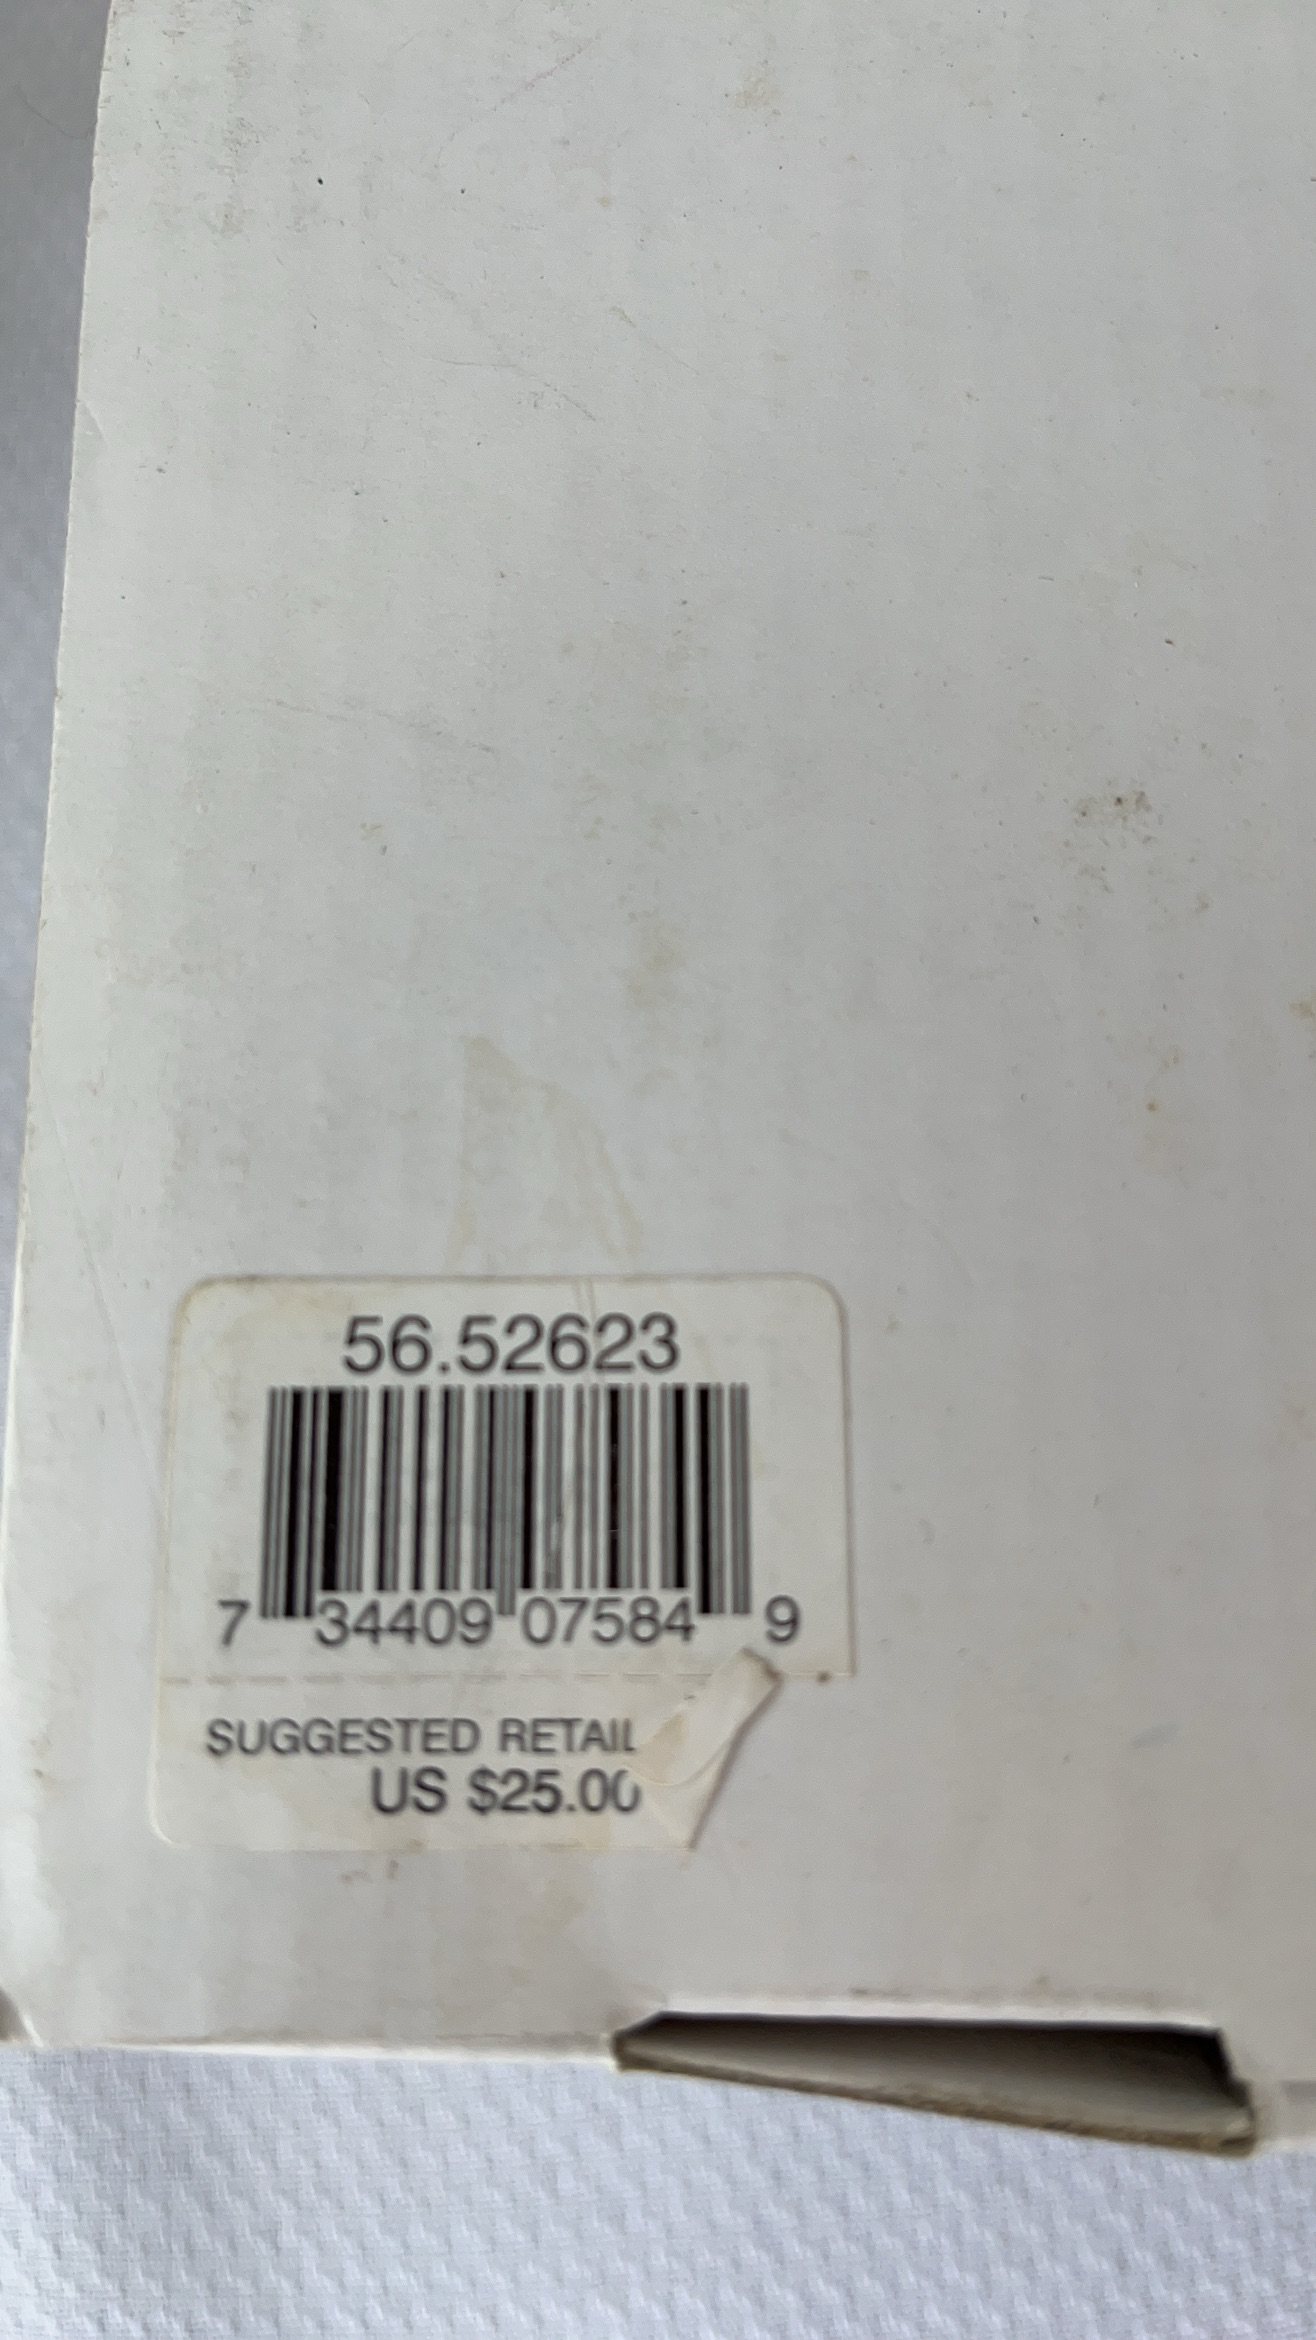 56.52623
7 34409 07584 9
SUGGESTED RETAIL
US $25.00